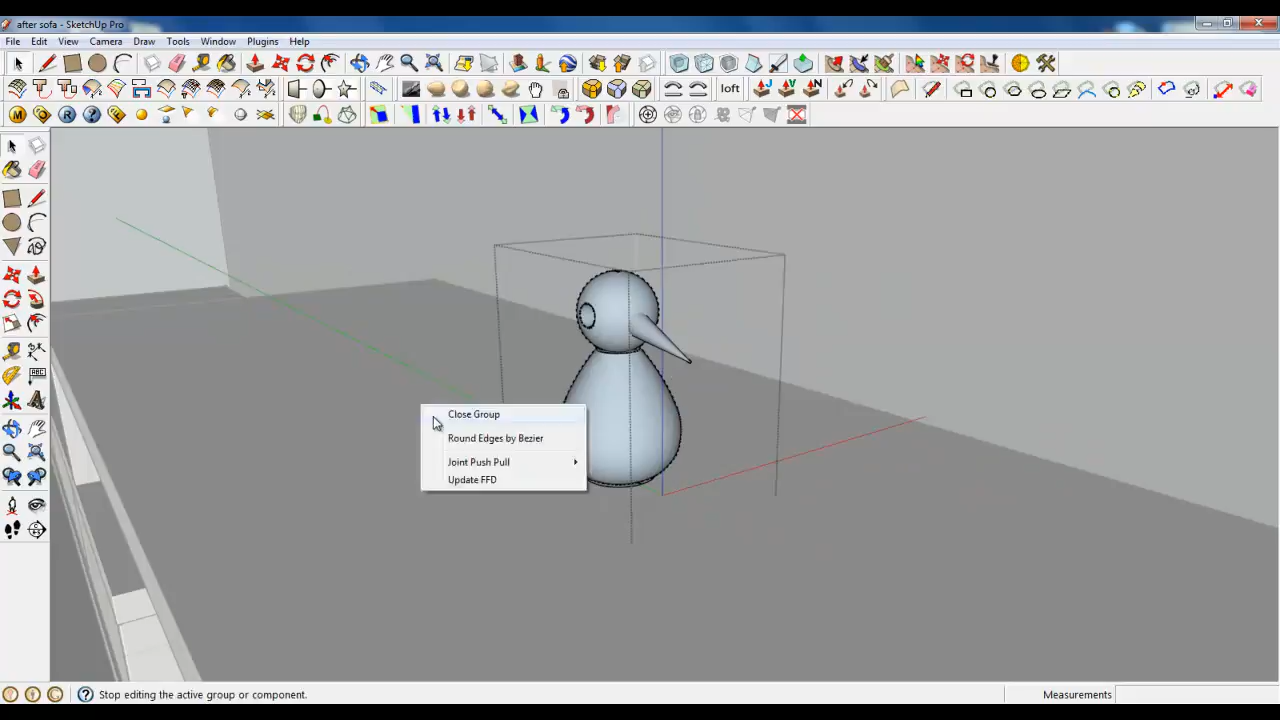 after sofa - SketchUp Pro
File Edit View Camera Draw Tools Window Plugins Help
loft
Close Group
Round Edges by Bezier
Joint Push Pull
Update FFD
Stop editing the active group or component.
Measurements